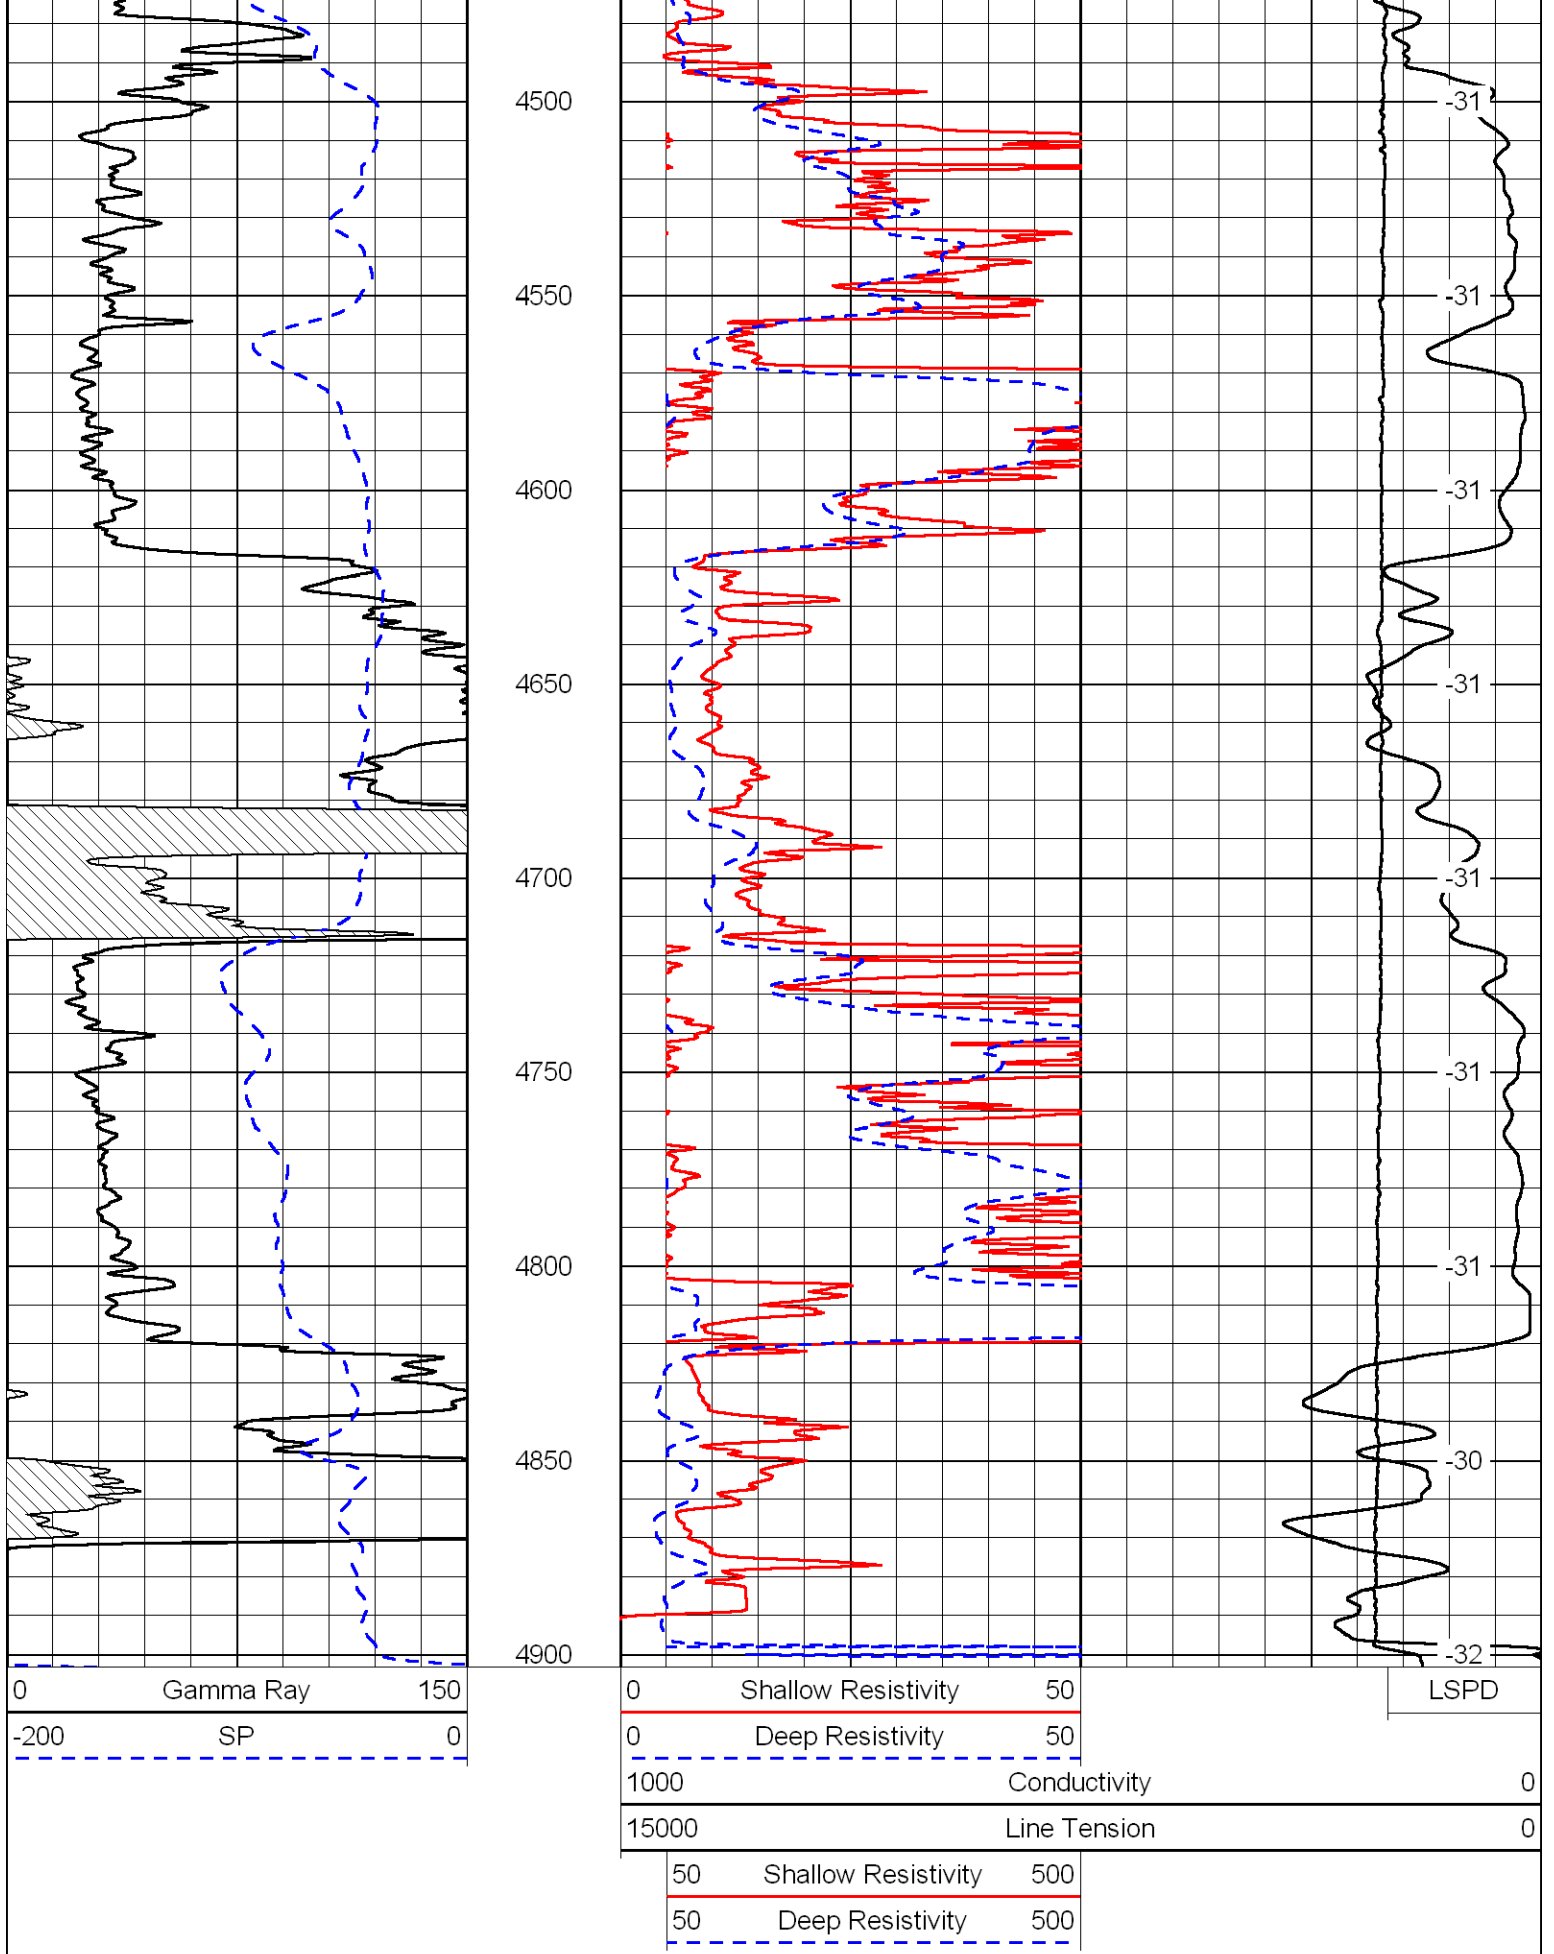 4500 -31
4550 -31
4600 -31
4650 -31
4700 -31
4750 -31
4800 -31
4850 -30
4900 -32
0 Gamma Ray 150 0 Shallow Resistivity 50 LSPD
-200 SP 0 0 Deep Resistivity 50
1000 Conductivity 0
15000 Line Tension 0
50 Shallow Resistivity 500
50 Deep Resistivity 500